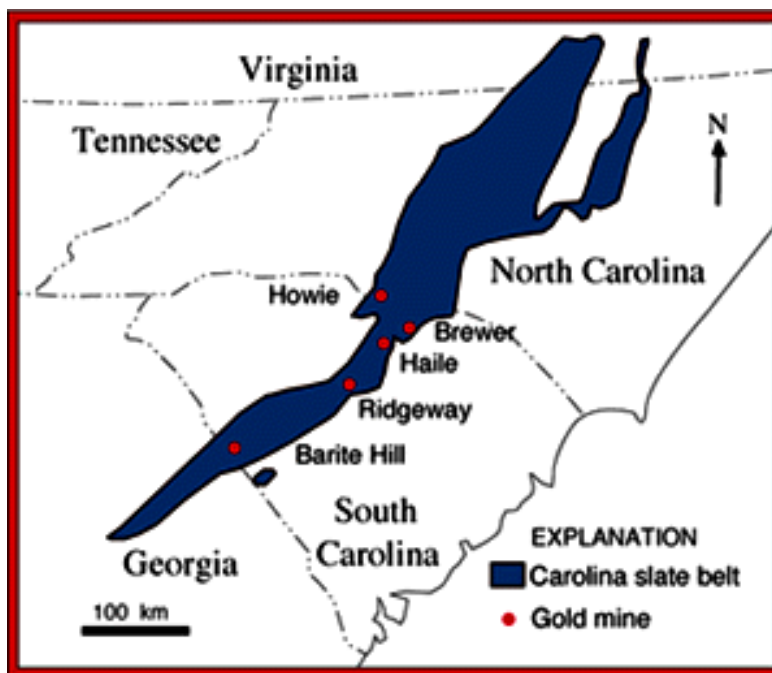 Virginia
Tennessee
N
North Carolina
Howie
Brewer
Haile
Ridgeway
Barite Hill
South
Carolina
Georgia
100 km
EXPLANATION
Carolina slate belt
Gold mine